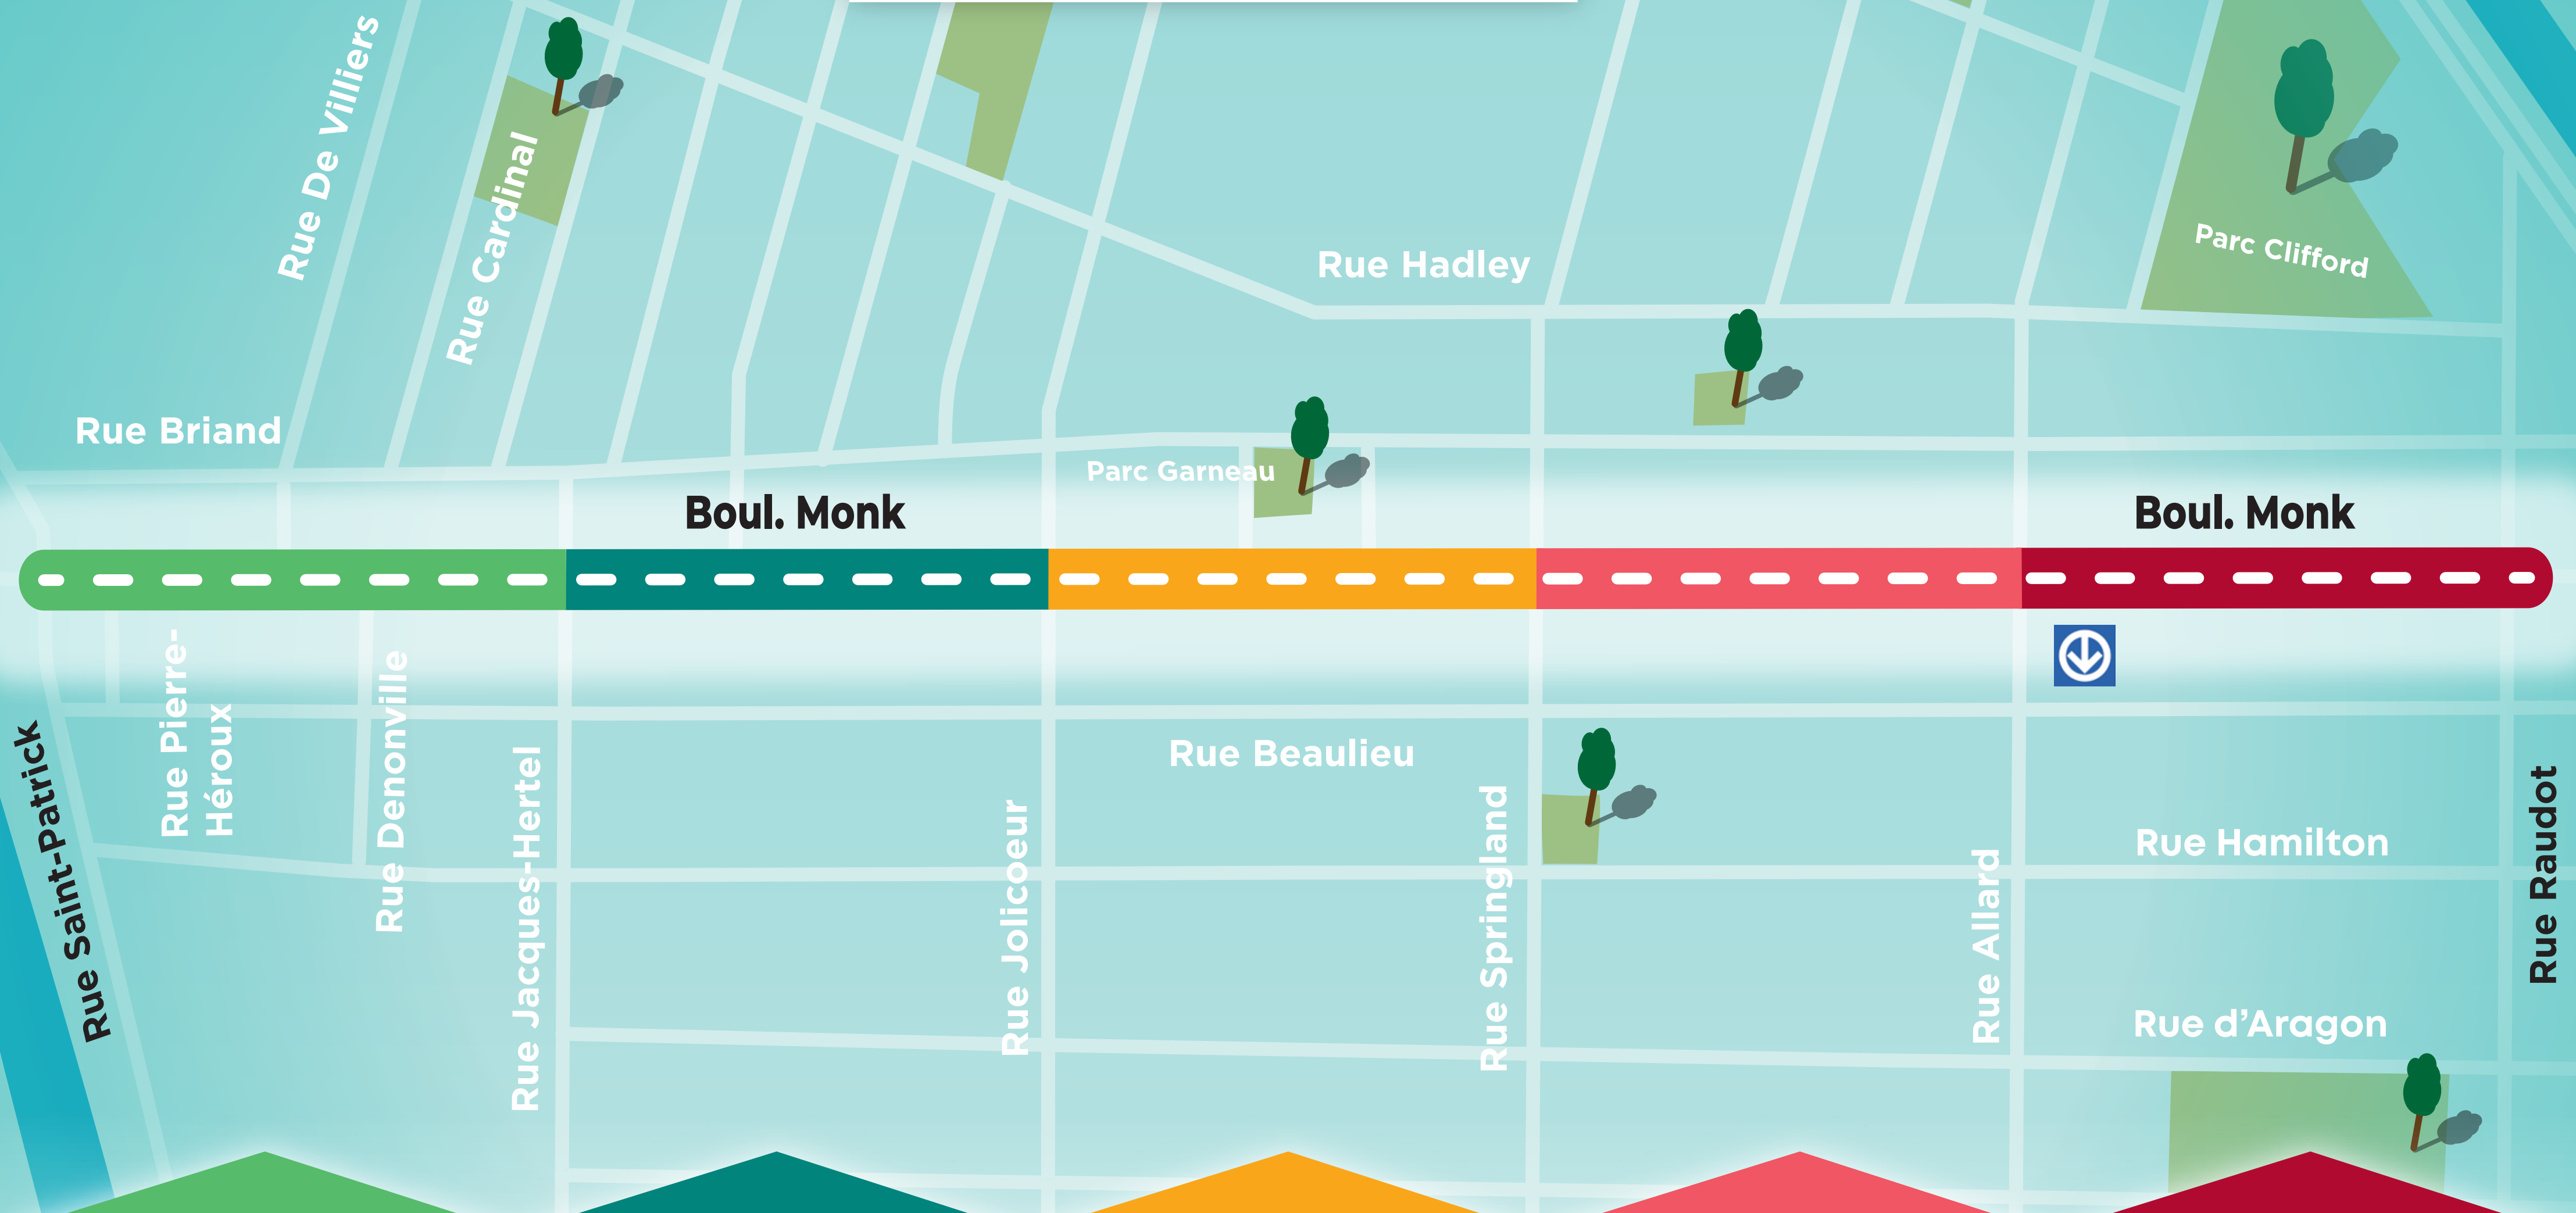 Rue De Villiers
Rue Cardinal
Rue Hadley
Parc Clifford
Rue Briand
Parc Garneau
Boul. Monk
Boul. Monk
Rue Saint-Patrick
Rue Pierre-
Héroux
Rue Denonville
Rue Jacques-Hertel
Rue Jolicoeur
Rue Beaulieu
Rue Springland
Rue Allard
Rue Hamilton
Rue d’Aragon
Rue Raudot